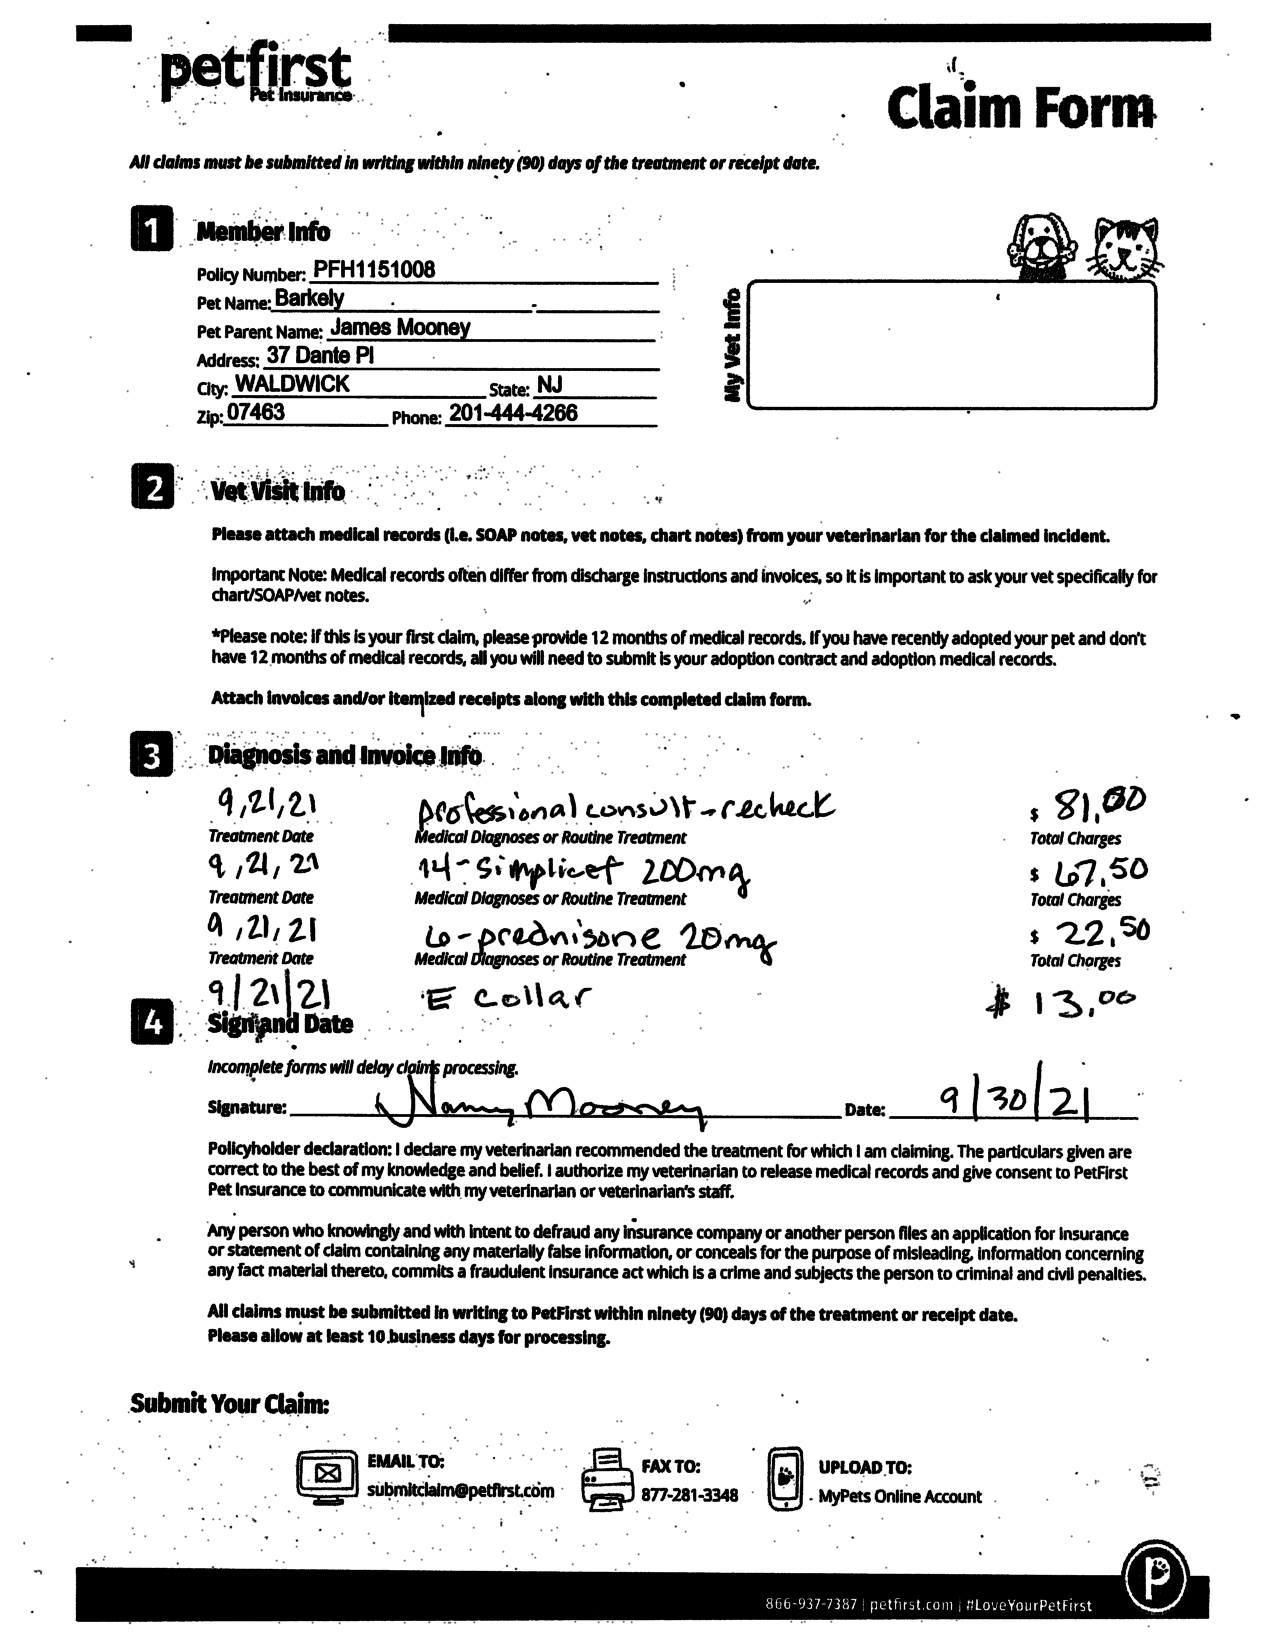 petfirst
Pet Insurance
Claim Form
All claims must be submitted in writing within ninety (90) days of the treatment or receipt date.
1 Member Info
Policy Number: PFH1151008
Pet Name: Barkely
Pet Parent Name: James Mooney
Address: 37 Dante Pl
City: WALDWICK State: NJ
Zip: 07463 Phone: 201-444-4266
My Vet Info
2 Vet Visit Info
Please attach medical records (i.e. SOAP notes, vet notes, chart notes) from your veterinarian for the claimed incident.
Important Note: Medical records often differ from discharge instructions and invoices, so it is important to ask your vet specifically for
chart/SOAP/vet notes.
*Please note: If this is your first claim, please provide 12 months of medical records. If you have recently adopted your pet and don't
have 12 months of medical records, all you will need to submit is your adoption contract and adoption medical records.
Attach invoices and/or itemized receipts along with this completed claim form.
3 Diagnosis and Invoice Info
9,21,21 professional consult-recheck $ 81.00
Treatment Date Medical Diagnoses or Routine Treatment Total Charges
9,21,21 14-Simplicef 200mg $ 67.50
Treatment Date Medical Diagnoses or Routine Treatment Total Charges
9,21,21 6-prednisone 20mg $ 22.50
Treatment Date Medical Diagnoses or Routine Treatment Total Charges
9/21/21 E collar $ 13.00
4 Sign and Date
Incomplete forms will delay claims processing.
Signature: Nancy Mooney Date: 9/30/21
Policyholder declaration: I declare my veterinarian recommended the treatment for which I am claiming. The particulars given are
correct to the best of my knowledge and belief. I authorize my veterinarian to release medical records and give consent to PetFirst
Pet Insurance to communicate with my veterinarian or veterinarian's staff.
Any person who knowingly and with intent to defraud any insurance company or another person files an application for insurance
or statement of claim containing any materially false information, or conceals for the purpose of misleading, information concerning
any fact material thereto, commits a fraudulent insurance act which is a crime and subjects the person to criminal and civil penalties.
All claims must be submitted in writing to PetFirst within ninety (90) days of the treatment or receipt date.
Please allow at least 10 business days for processing.
Submit Your Claim:
EMAIL TO:
submitclaim@petfirst.com
FAX TO:
877-281-3348
UPLOAD TO:
MyPets Online Account
P
866-937-7387 | petfirst.com | #LoveYourPetFirst